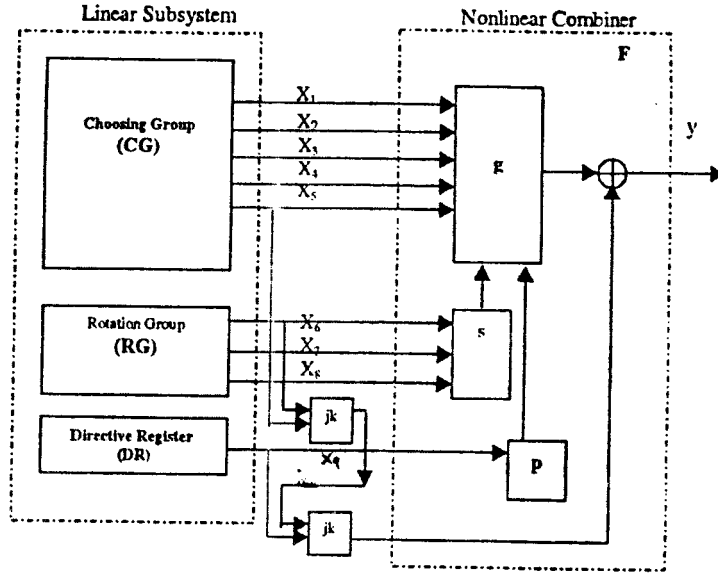 Linear Subsystem
Nonlinear Combiner
F
Choosing Group
(CG)
X1
X2
X3
X4
X5
g
y
Rotation Group
(RG)
X6
X7
X8
s
jk
Directive Register
(DR)
X9
p
jk